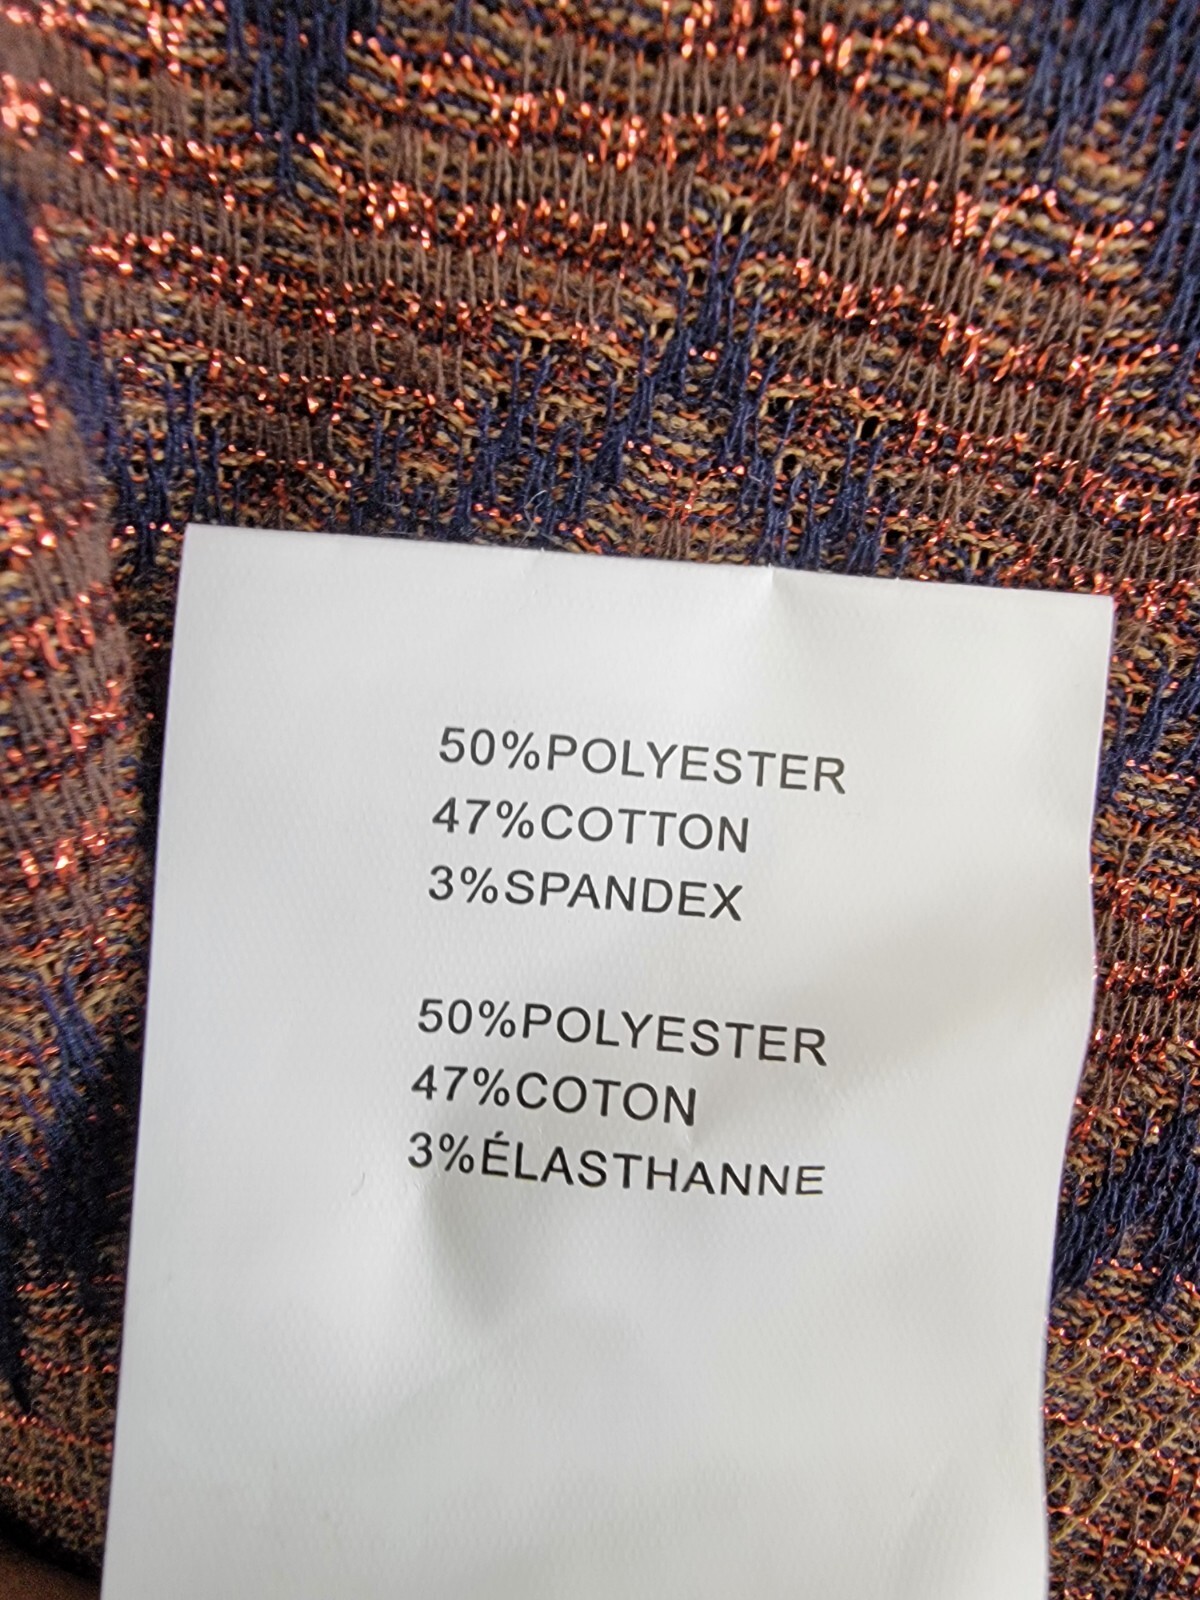 50%POLYESTER
47%COTTON
3%SPANDEX
50%POLYESTER
47%COTON
3%ÉLASTHANNE